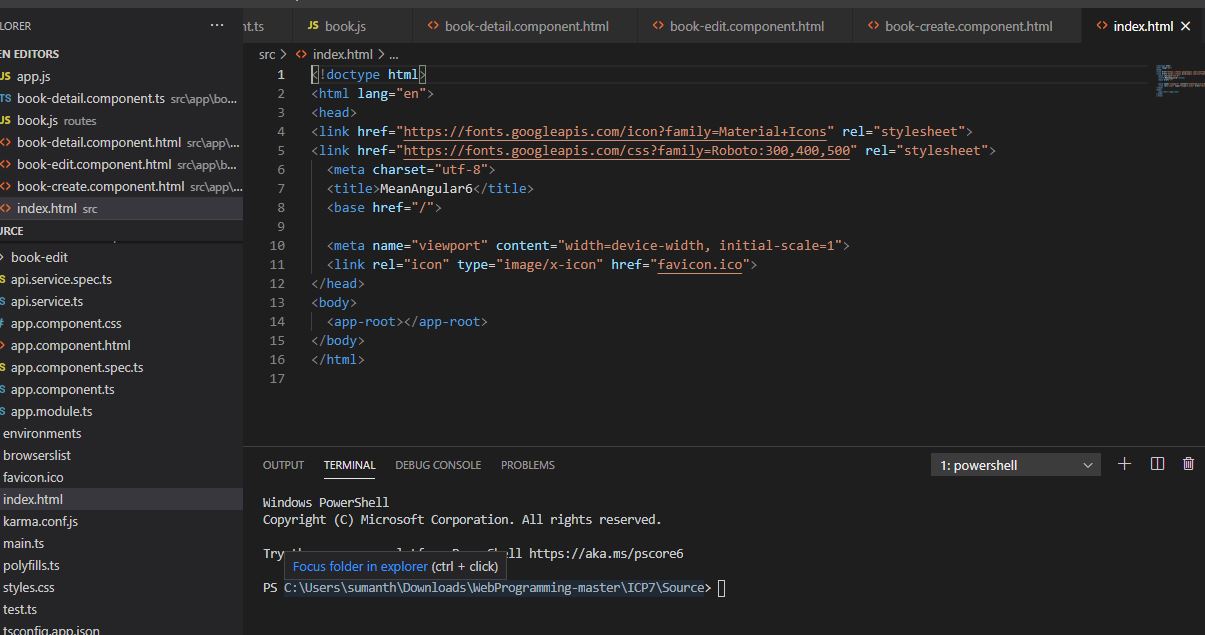 LORER
...
EN EDITORS
JS app.js
TS book-detail.component.ts src\app\bo...
JS book.js routes
<> book-detail.component.html src\app\...
<> book-edit.component.html src\app\b...
<> book-create.component.html src\app\...
<> index.html src
URCE
> book-edit
S api.service.spec.ts
S api.service.ts
# app.component.css
> app.component.html
S app.component.spec.ts
S app.component.ts
S app.module.ts
environments
browserslist
favicon.ico
index.html
karma.conf.js
main.ts
polyfills.ts
styles.css
test.ts
tsconfig.app.json
nt.ts
JS book.js
<> book-detail.component.html
<> book-edit.component.html
<> book-create.component.html
<> index.html ×
src > <> index.html > ...
1 <!doctype html>
2 <html lang="en">
3 <head>
4 <link href="https://fonts.googleapis.com/icon?family=Material+Icons" rel="stylesheet">
5 <link href="https://fonts.googleapis.com/css?family=Roboto:300,400,500" rel="stylesheet">
6 <meta charset="utf-8">
7 <title>MeanAngular6</title>
8 <base href="/">
9
10 <meta name="viewport" content="width=device-width, initial-scale=1">
11 <link rel="icon" type="image/x-icon" href="favicon.ico">
12 </head>
13 <body>
14 <app-root></app-root>
15 </body>
16 </html>
17
OUTPUT TERMINAL DEBUG CONSOLE PROBLEMS
1: powershell
Windows PowerShell
Copyright (C) Microsoft Corporation. All rights reserved.
Try https://aka.ms/pscore6
Focus folder in explorer (ctrl + click)
PS C:\Users\sumanth\Downloads\WebProgramming-master\ICP7\Source>